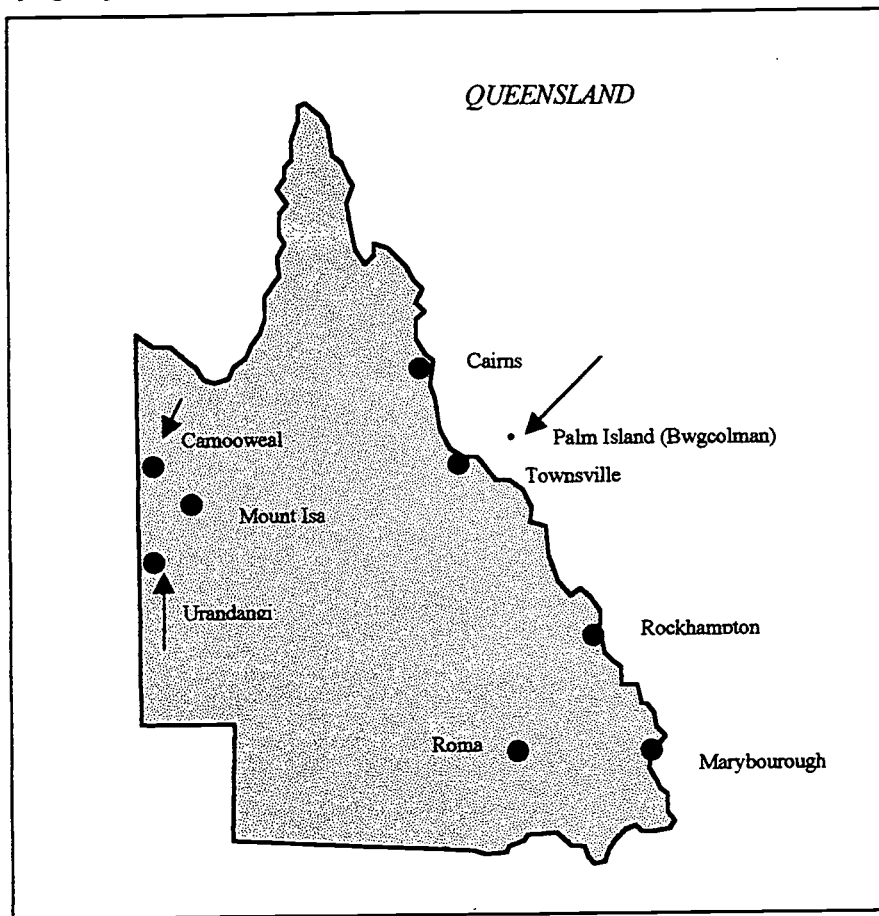 QUEENSLAND
Cairns
Camooweal
Palm Island (Bwgcolman)
Townsville
Mount Isa
Urandangi
Rockhampton
Roma
Marybourough